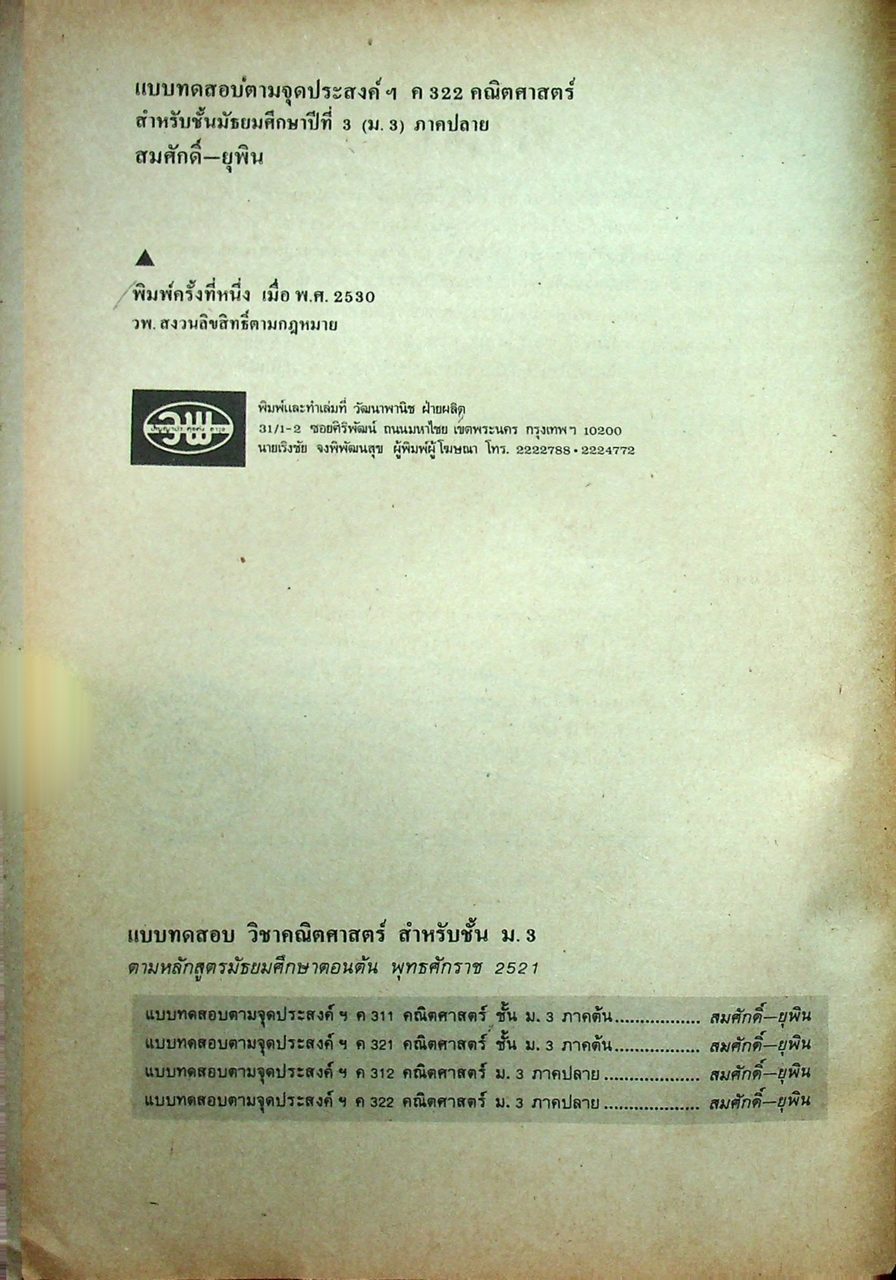 แบบทดสอบตามจุดประสงค์ ฯ ค 322 คณิตศาสตร์
สำหรับชั้นมัธยมศึกษาปีที่ 3 (ม. 3) ภาคปลาย
สมศักดิ์–ยุพิน
พิมพ์ครั้งที่หนึ่ง เมื่อ พ.ศ. 2530
วพ. สงวนลิขสิทธิ์ตามกฎหมาย
วพ
พิมพ์และทำเล่มที่ วัฒนาพานิช ฝ่ายผลิต
31/1-2 ซอยศิริพัฒน์ ถนนมหาไชย เขตพระนคร กรุงเทพฯ 10200
นายเริงชัย จงพิพัฒนสุข ผู้พิมพ์ผู้โฆษณา โทร. 2222788 • 2224772
แบบทดสอบ วิชาคณิตศาสตร์ สำหรับชั้น ม. 3
ตามหลักสูตรมัธยมศึกษาตอนต้น พุทธศักราช 2521
แบบทดสอบตามจุดประสงค์ ฯ ค 311 คณิตศาสตร์ ชั้น ม. 3 ภาคต้น................. สมศักดิ์–ยุพิน
แบบทดสอบตามจุดประสงค์ ฯ ค 321 คณิตศาสตร์ ชั้น ม. 3 ภาคต้น................. สมศักดิ์–ยุพิน
แบบทดสอบตามจุดประสงค์ ฯ ค 312 คณิตศาสตร์ ม. 3 ภาคปลาย ................... สมศักดิ์–ยุพิน
แบบทดสอบตามจุดประสงค์ ฯ ค 322 คณิตศาสตร์ ม. 3 ภาคปลาย ................... สมศักดิ์–ยุพิน